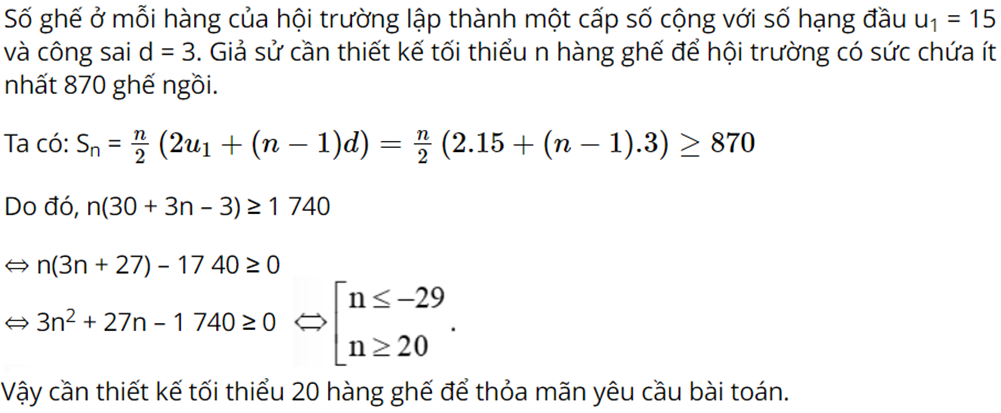 Số ghế ở mỗi hàng của hội trường lập thành một cấp số cộng với số hạng đầu u₁ = 15
và công sai d = 3. Giả sử cần thiết kế tối thiểu n hàng ghế để hội trường có sức chứa ít
nhất 870 ghế ngồi.
Ta có: Sₙ = n/2 (2u₁ + (n − 1)d) = n/2 (2.15 + (n − 1).3) ≥ 870
Do đó, n(30 + 3n – 3) ≥ 1 740
⇔ n(3n + 27) – 17 40 ≥ 0
⇔ 3n² + 27n – 1 740 ≥ 0 ⇔ [ n ≤ –29
n ≥ 20 .
Vậy cần thiết kế tối thiểu 20 hàng ghế để thỏa mãn yêu cầu bài toán.